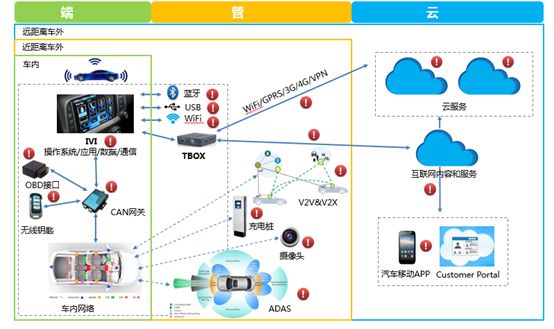 端
管
云
远距离车外
近距离车外
车内
蓝牙
USB
WiFi
IVI
操作系统/应用/数据/通信
TBOX
WiFi/GPRS/3G/4G/VPN
云服务
互联网内容和服务
OBD接口
CAN网关
无线钥匙
V2V&V2X
充电桩
摄像头
车内网络
ADAS
汽车移动APP
Customer Portal